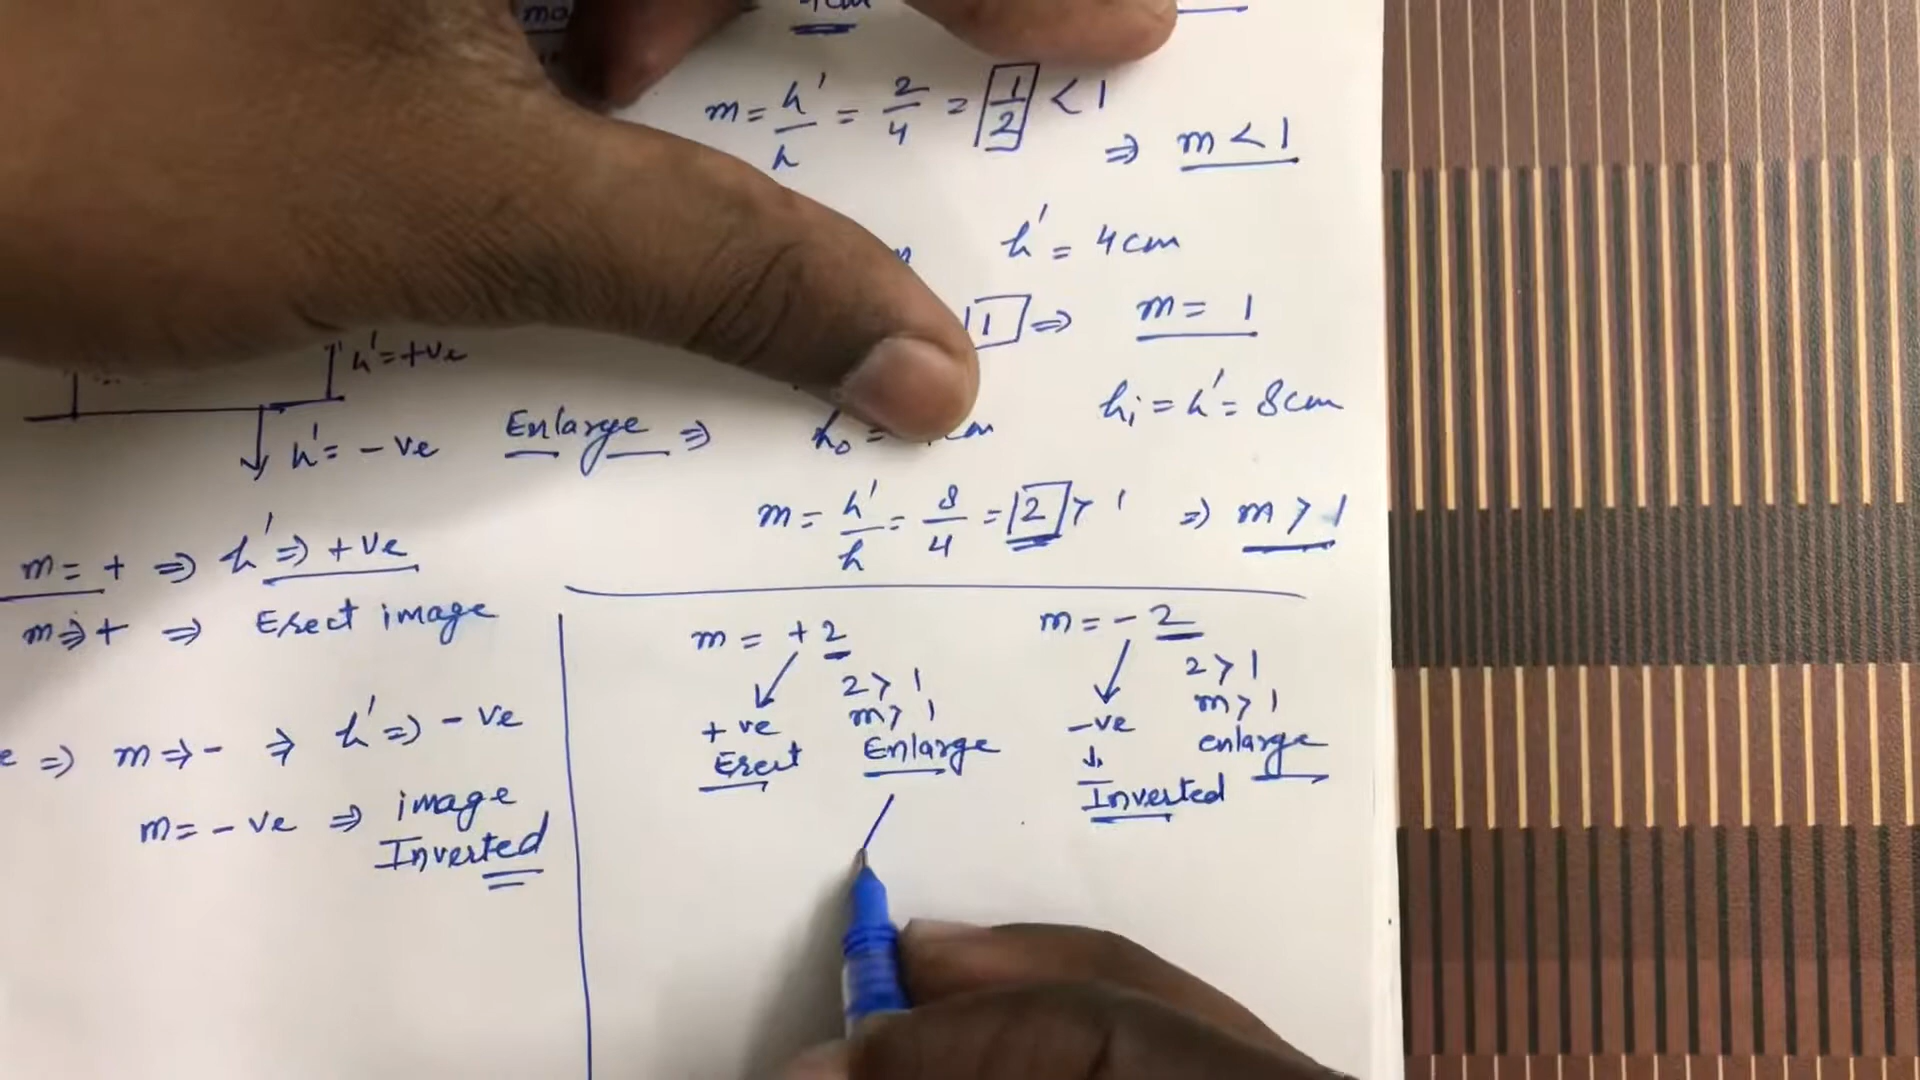 m = h'/h = 2/4 = 1/2 < 1
⇒ m < 1
h' = 4cm
1 ⇒ m = 1
h' = +ve
h' = - ve
Enlarge ⇒ h₀ = cm hᵢ = h' = 8cm
m = h'/h = 8/4 = 2 > 1 ⇒ m > 1
m = + ⇒ h' ⇒ +ve
m ⇒ + ⇒ Erect image
⇒ m ⇒ - ⇒ h' ⇒ - ve
m = - ve ⇒ image
Inverted
m = + 2
2 > 1
+ ve m > 1
Erect Enlarge
m = - 2
2 > 1
-ve m > 1
↓ enlarge
Inverted